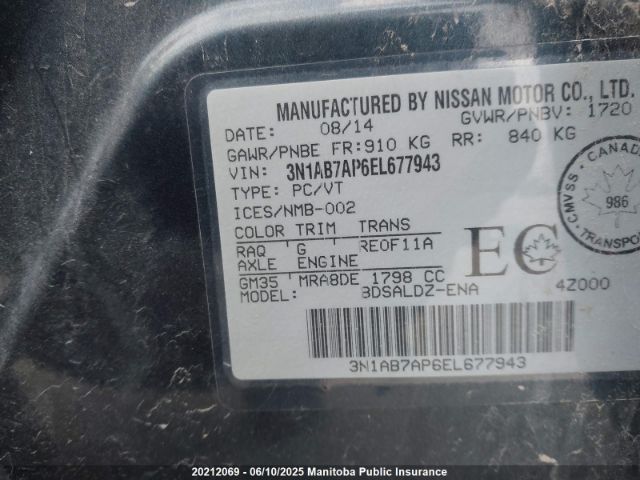 MANUFACTURED BY NISSAN MOTOR CO., LTD.
DATE: 08/14 GVWR/PNBV: 1720
GAWR/PNBE FR:910 KG RR: 840 KG
VIN: 3N1AB7AP6EL677943
TYPE: PC/VT
ICES/NMB-002
COLOR TRIM TRANS
RAQ G RE0F11A
AXLE ENGINE
GM35 MRA8DE 1798 CC
MODEL: BDSALDZ-ENA 4Z000
EC
CANADA
CMVSS
986
TRANSPORT
3N1AB7AP6EL677943
20212069 - 06/10/2025 Manitoba Public Insurance